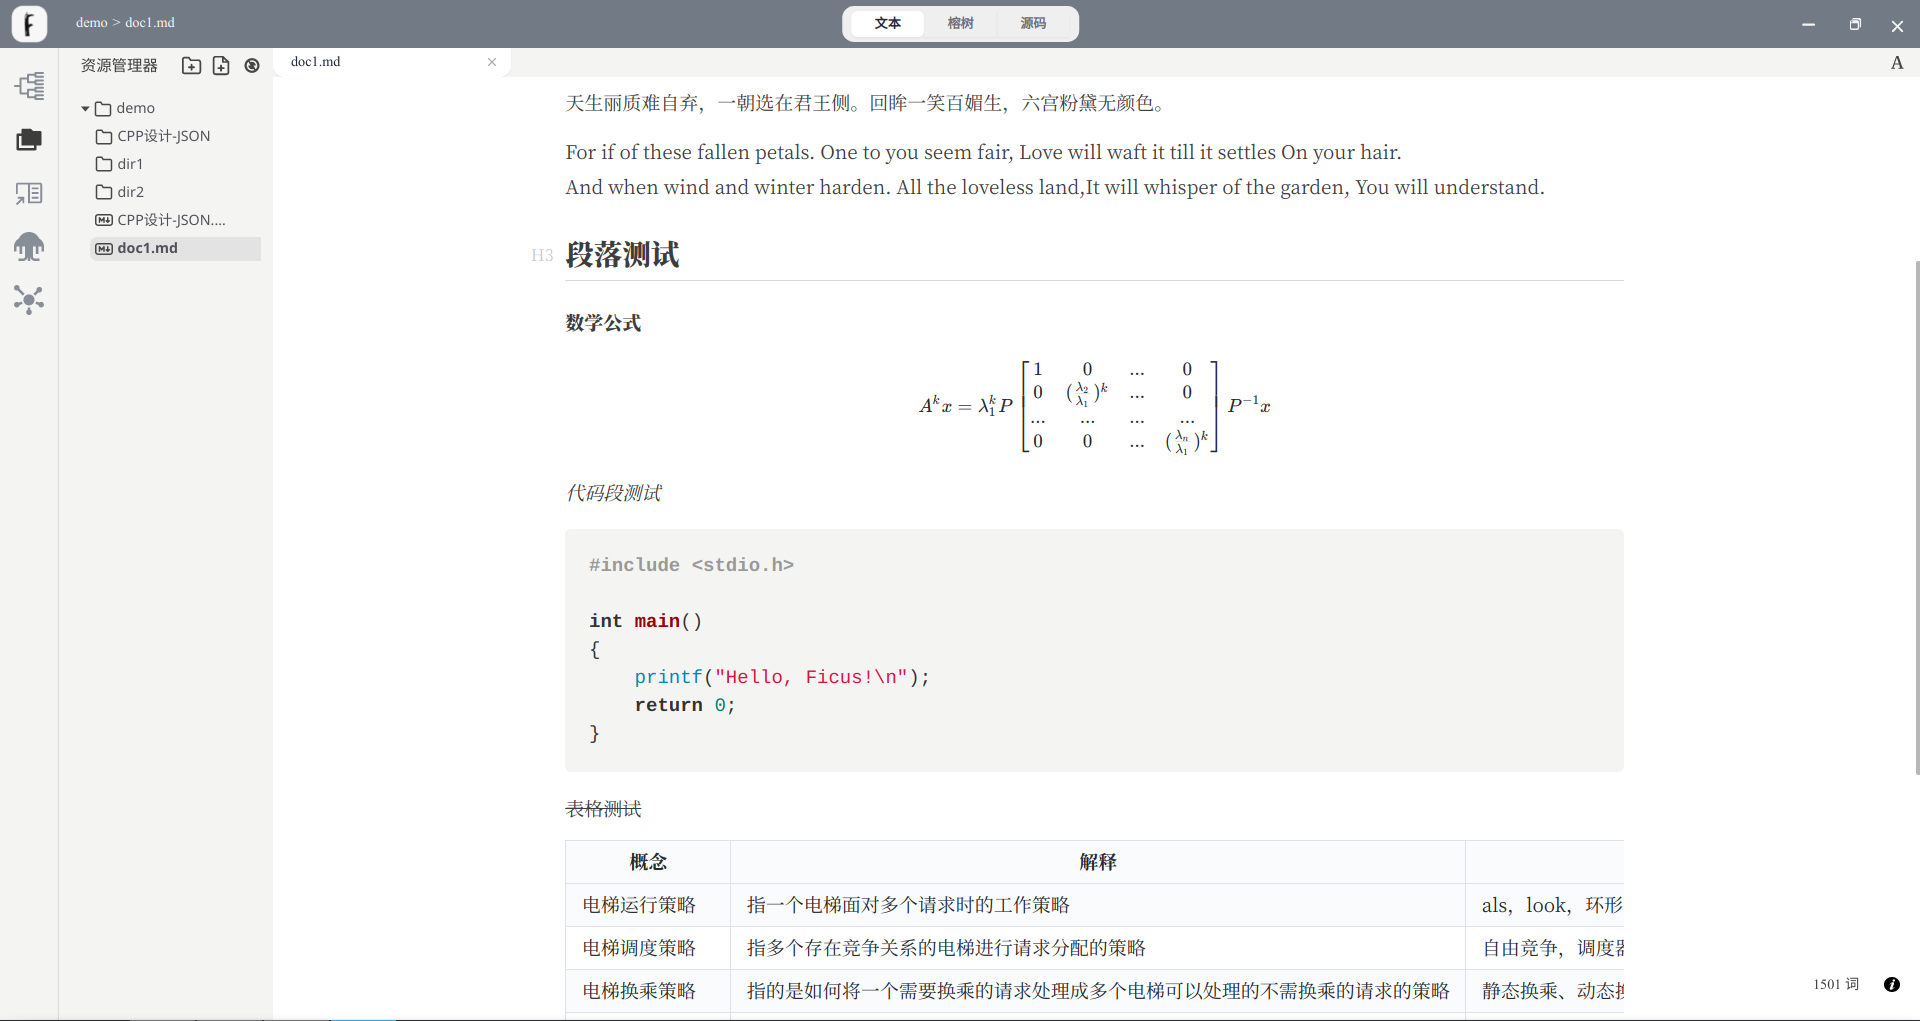 demo > doc1.md
文本
榕树
源码
资源管理器
doc1.md
A
demo
CPP设计-JSON
dir1
dir2
CPP设计-JSON....
doc1.md
天生丽质难自弃，一朝选在君王侧。回眸一笑百媚生，六宫粉黛无颜色。
For if of these fallen petals. One to you seem fair, Love will waft it till it settles On your hair.
And when wind and winter harden. All the loveless land,It will whisper of the garden, You will understand.
H3 段落测试
数学公式
A^k x = λ_1^k P [ 1 0 ... 0
0 (λ_2/λ_1)^k ... 0
... ... ... ...
0 0 ... (λ_n/λ_1)^k ] P^{-1} x
代码段测试
#include <stdio.h>
int main()
{
    printf("Hello, Ficus!\n");
    return 0;
}
表格测试
概念 解释
电梯运行策略 指一个电梯面对多个请求时的工作策略 als，look，环形
电梯调度策略 指多个存在竞争关系的电梯进行请求分配的策略 自由竞争，调度器
电梯换乘策略 指的是如何将一个需要换乘的请求处理成多个电梯可以处理的不需换乘的请求的策略 静态换乘、动态换
1501 词